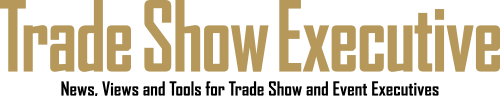 Trade Show Executive
News, Views and Tools for Trade Show and Event Executives